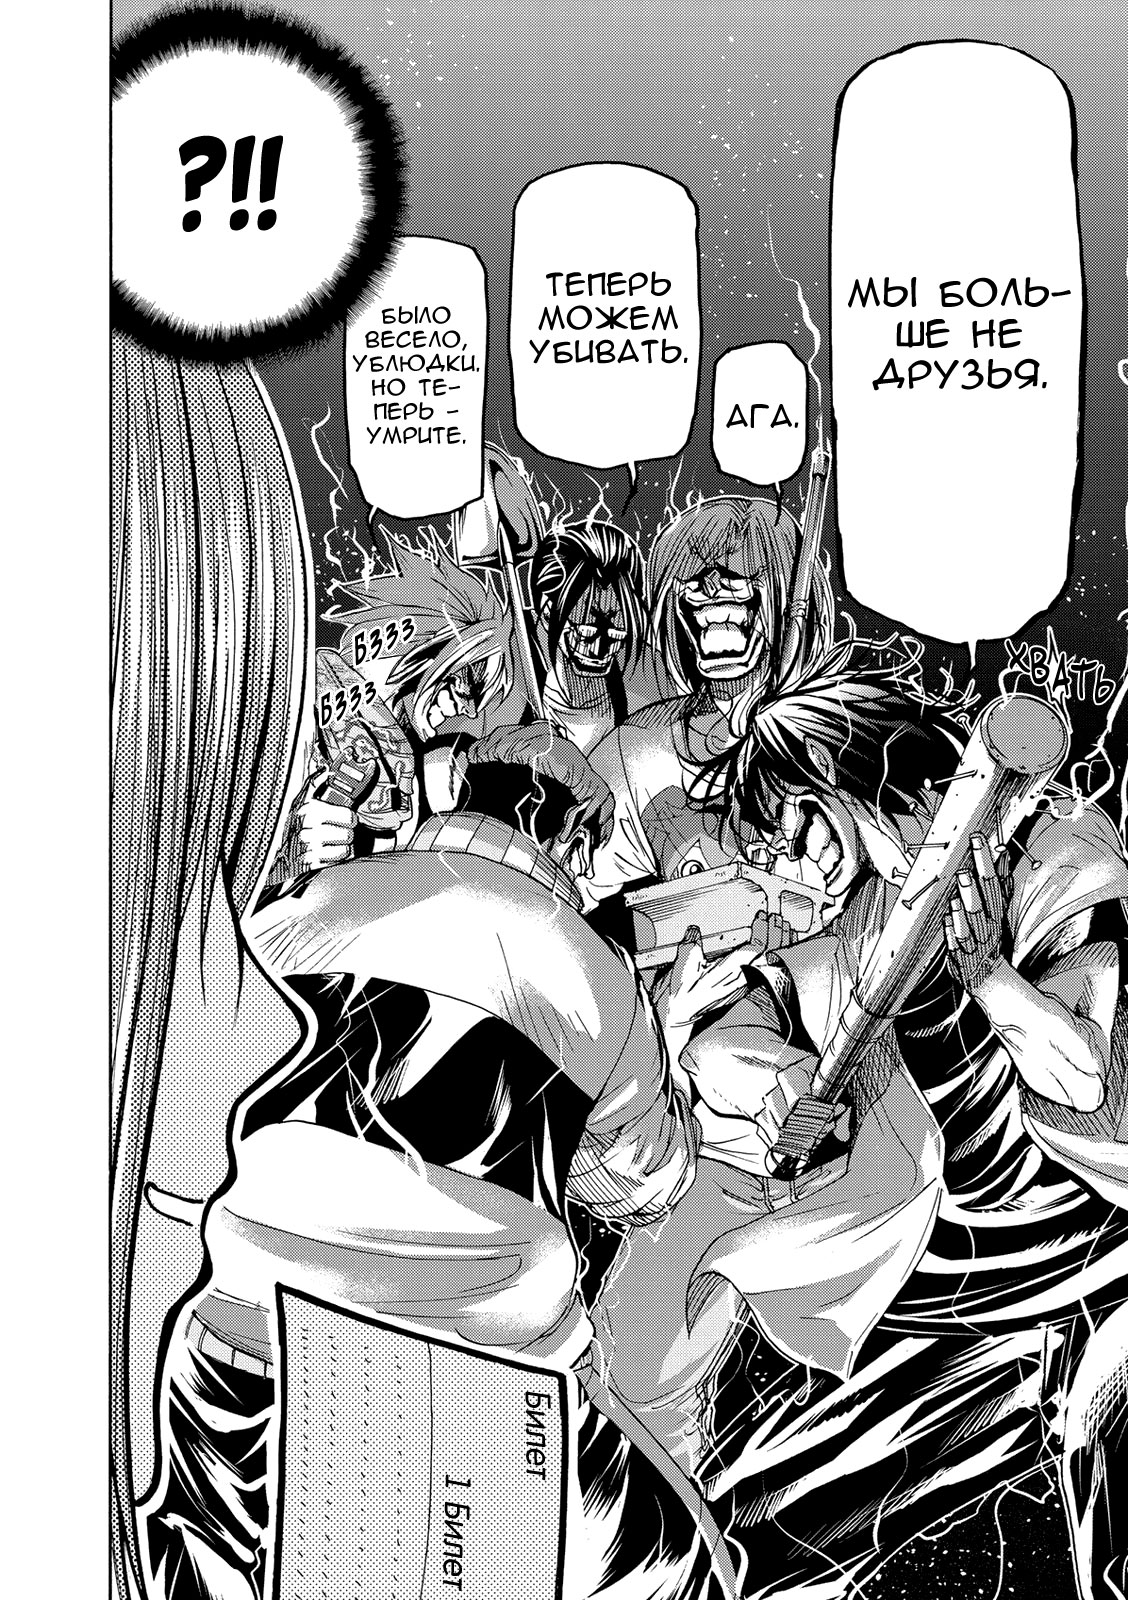 МЫ БОЛЬ-
ШЕ НЕ
ДРУЗЬЯ.
АГА.
ТЕПЕРЬ
МОЖЕМ
УБИВАТЬ.
БЫЛО
ВЕСЕЛО,
УБЛЮДКИ.
НО ТЕ-
ПЕРЬ -
УМРИТЕ.
?!!
ХВАТЬ
БЗЗЗ
БЗЗЗ
Билет
1 Билет